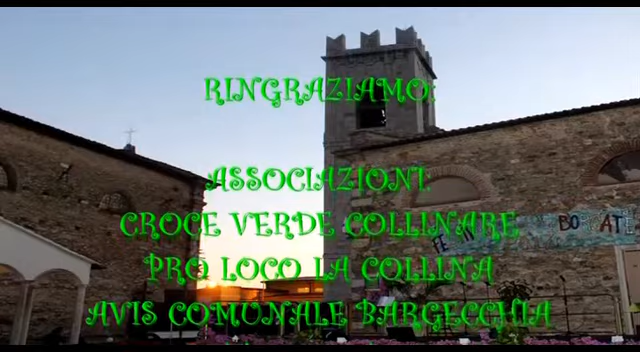 RINGRAZIAMO:
ASSOCIAZIONI:
CROCE VERDE COLLINARE
PRO LOCO LA COLLINA
AVIS COMUNALE BARGECCHIA